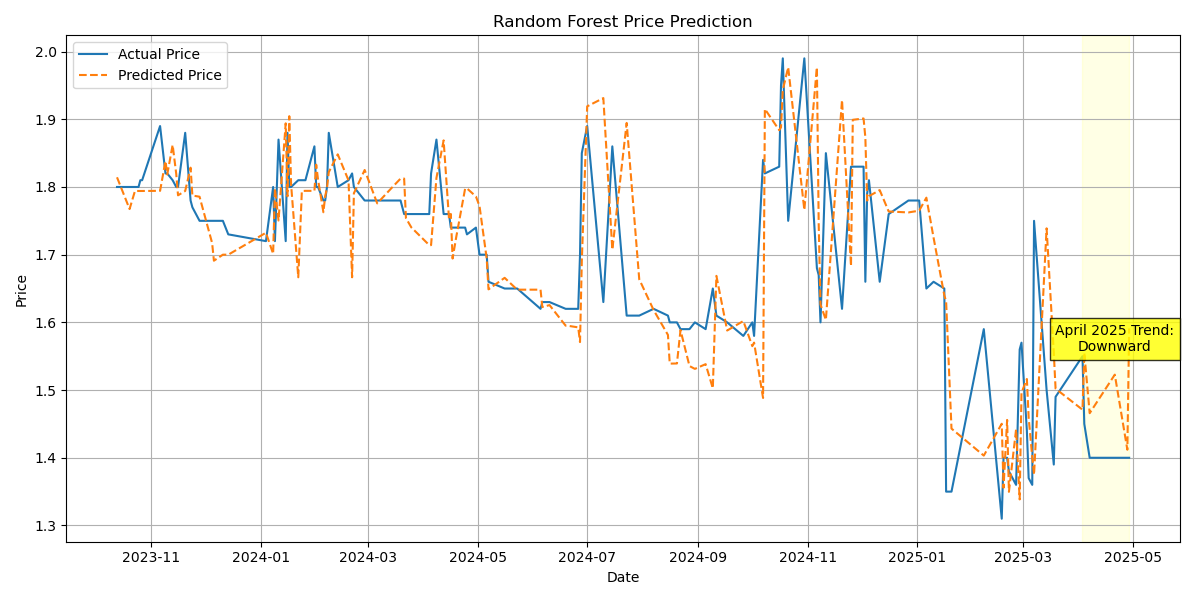 Random Forest Price Prediction
Actual Price
Predicted Price
2.0
1.9
1.8
1.7
1.6
1.5
1.4
1.3
Price
April 2025 Trend:
Downward
2023-11 2024-01 2024-03 2024-05 2024-07 2024-09 2024-11 2025-01 2025-03 2025-05
Date